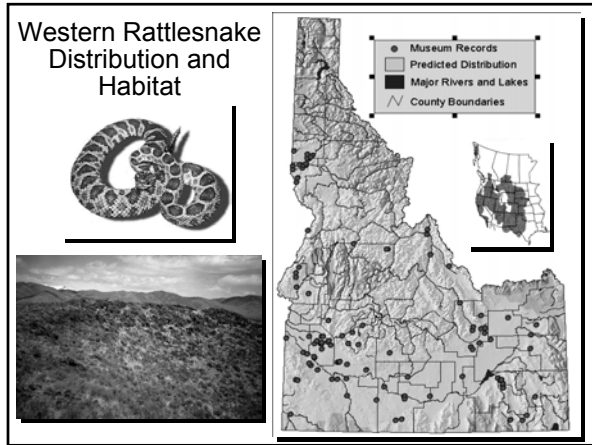 Western Rattlesnake
Distribution and
Habitat
Museum Records
Predicted Distribution
Major Rivers and Lakes
County Boundaries